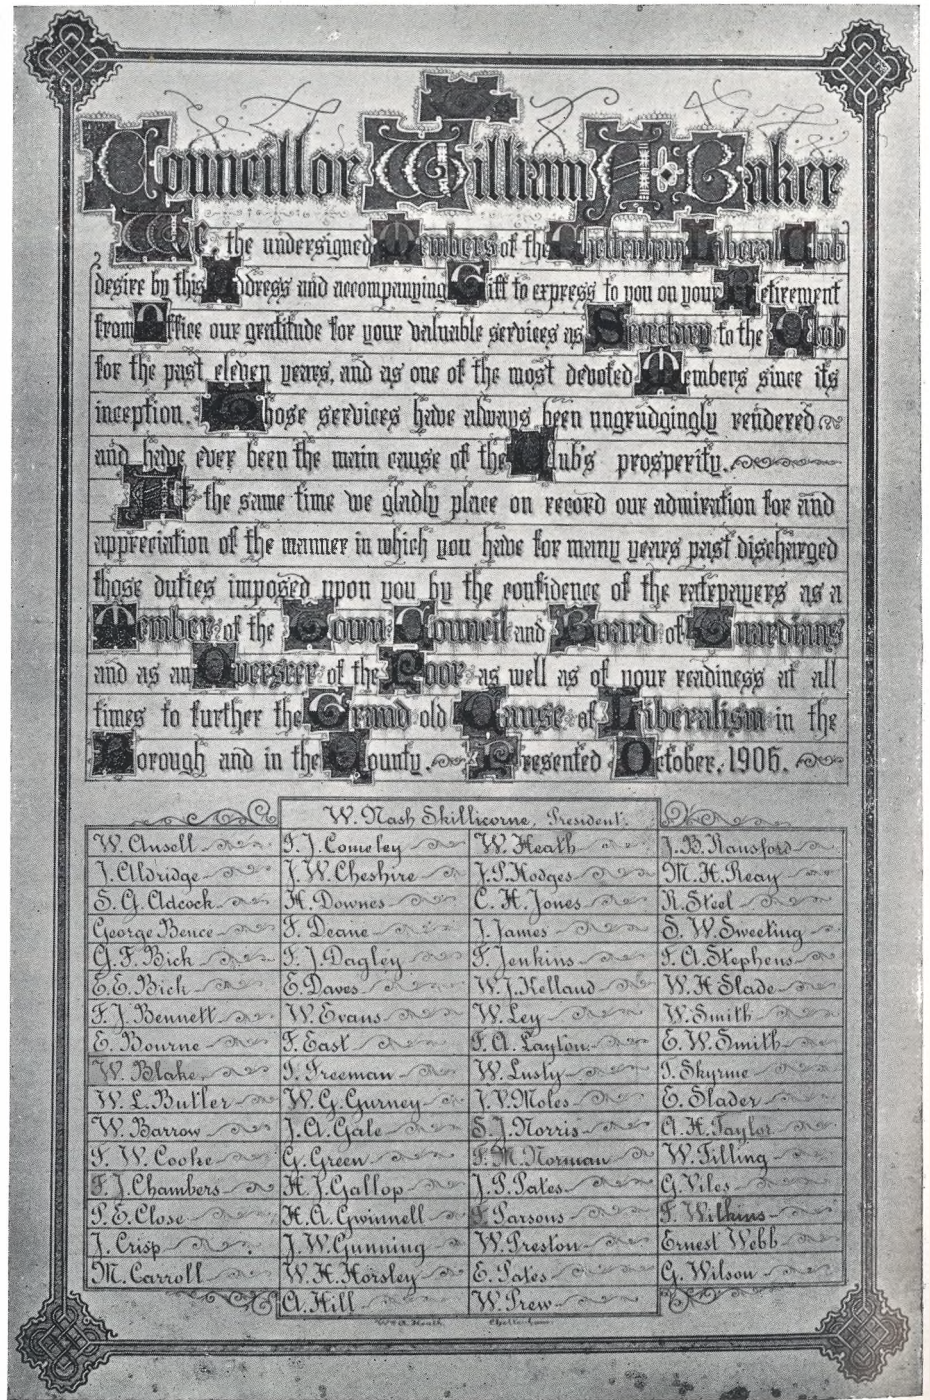 Councillor William J. Baker
We, the undersigned Members of the Cheltenham Liberal Club
desire by this Address and accompanying Gift to express to you on your Retirement
from Office our gratitude for your valuable services as Secretary to the Club
for the past eleven years, and as one of the most devoted Members since its
inception. Those services have always been ungrudgingly rendered
and have ever been the main cause of the Club's prosperity.
At the same time we gladly place on record our admiration for and
appreciation of the manner in which you have for many years past discharged
those duties imposed upon you by the confidence of the ratepayers as a
Member of the Town Council and Board of Guardians
and as an Overseer of the Poor as well as of your readiness at all
times to further the Grand old Cause of Liberalism in the
Borough and in the County. Presented October, 1906.
W. Nash Skillicorne, President.
W. Ansell
J. Aldridge
S. G. Adcock
George Bence
G. F. Bick
E. E. Bick
F. J. Bennett
E. Bourne
W. Blake
W. L. Butler
W. Barrow
F. W. Cooke
F. J. Chambers
P. E. Close
J. Crisp
M. Carroll
J. W. Cheshire
H. Downes
F. Deane
F. J. Dagley
E. Daves
W. Evans
F. East
T. Freeman
W. G. Gurney
J. A. Gale
G. Green
H. J. Gallop
H. A. Gwinnell
J. W. Gunning
W. H. Horsley
A. Hill
W. Heath
J. P. Hodges
C. H. Jones
J. James
F. Jenkins
W. J. Kelland
W. Ley
F. A. Layton
W. Lusty
J. V. Moles
S. J. Norris
F. M. Norman
J. P. Pates
Parsons
W. Preston
E. Pates
W. Prew
J. B. Ransford
M. H. Reay
R. Steel
S. W. Sweeting
F. A. Stephens
W. H Slade
W. Smith
E. W. Smith
T. Skyrme
E. Slader
A. H. Taylor
W. Tilling
G. Viles
F. Wilkins
Ernest Webb
G. Wilson
Heath Cheltenham